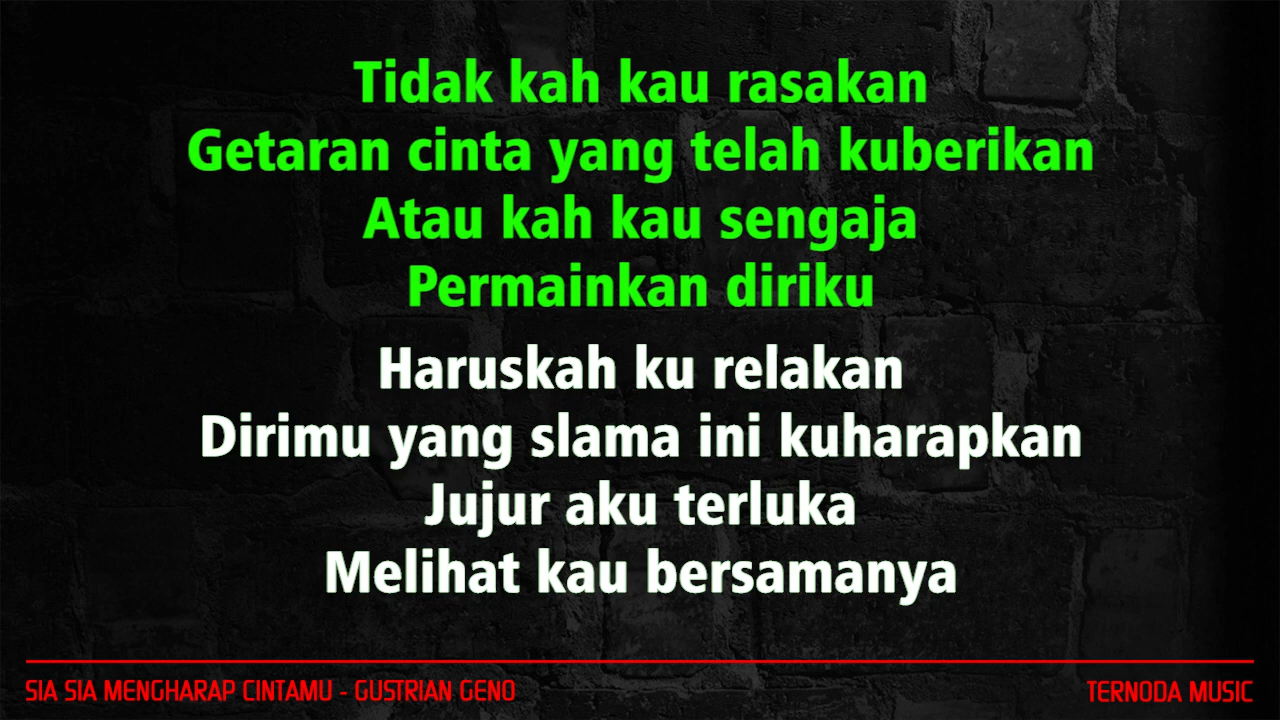 Tidak kah kau rasakan
Getaran cinta yang telah kuberikan
Atau kah kau sengaja
Permainkan diriku
Haruskah ku relakan
Dirimu yang slama ini kuharapkan
Jujur aku terluka
Melihat kau bersamanya
SIA SIA MENGHARAP CINTAMU - GUSTRIAN GENO
TERNODA MUSIC